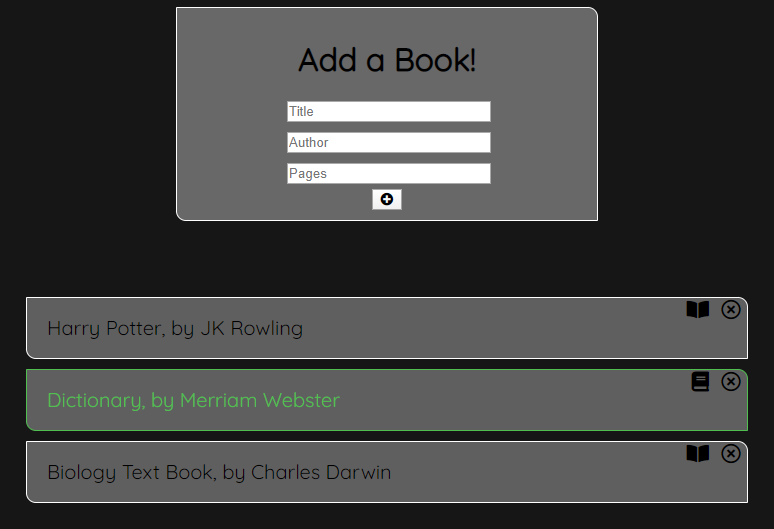 Add a Book!
Title
Author
Pages
Harry Potter, by JK Rowling
Dictionary, by Merriam Webster
Biology Text Book, by Charles Darwin